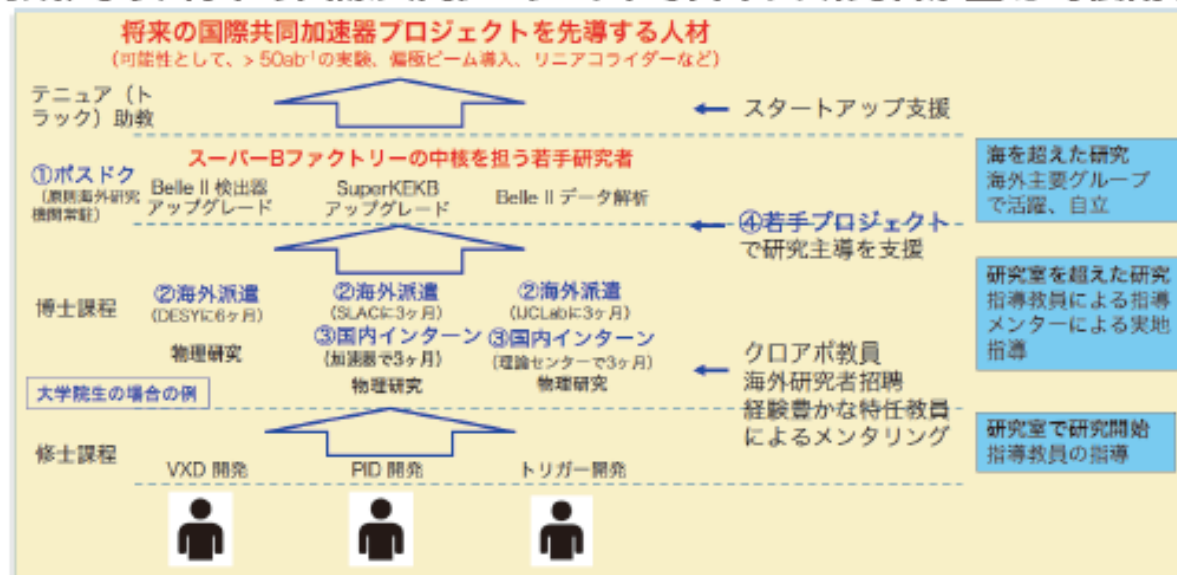 将来の国際共同加速器プロジェクトを先導する人材
(可能性として、> 50ab⁻¹の実験、偏極ビーム導入、リニアコライダーなど)
テニュア（ト
ラック）助教
スタートアップ支援
スーパーBファクトリーの中核を担う若手研究者
①ポスドク
(原則海外研究
機関常駐)
Belle II 検出器
アップグレード
SuperKEKB
アップグレード
Belle II データ解析
④若手プロジェクト
で研究主導を支援
海を超えた研究
海外主要グループ
で活躍、自立
博士課程
②海外派遣
(DESYに6ヶ月)
物理研究
②海外派遣
(SLACに3ヶ月)
③国内インターン
(加速器で3ヶ月)
物理研究
②海外派遣
(IJCLabに3ヶ月)
③国内インターン
(理論センターで3ヶ月)
物理研究
クロアポ教員
海外研究者招聘
経験豊かな特任教員
によるメンタリング
研究室を超えた研究
指導教員による指導
メンターによる実地
指導
大学院生の場合の例
修士課程
VXD 開発
PID 開発
トリガー開発
研究室で研究開始
指導教員の指導